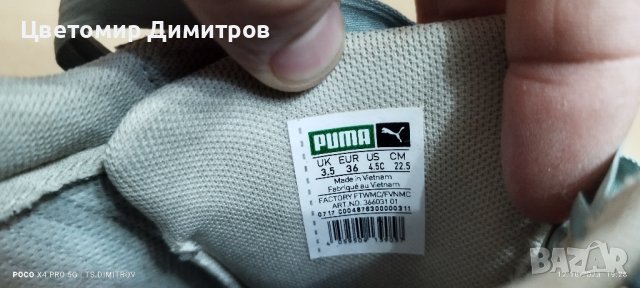 Цветомир Димитров
PUMA
UK EUR US CM
3.5 36 4.5C 22.5
Made in Vietnam
Fabriqué au Vietnam
FACTORY FTWMC/FVNMC
ART.NO. 366031 01
POCO X4 PRO 5G | TS.DIMITROV
BAZAR